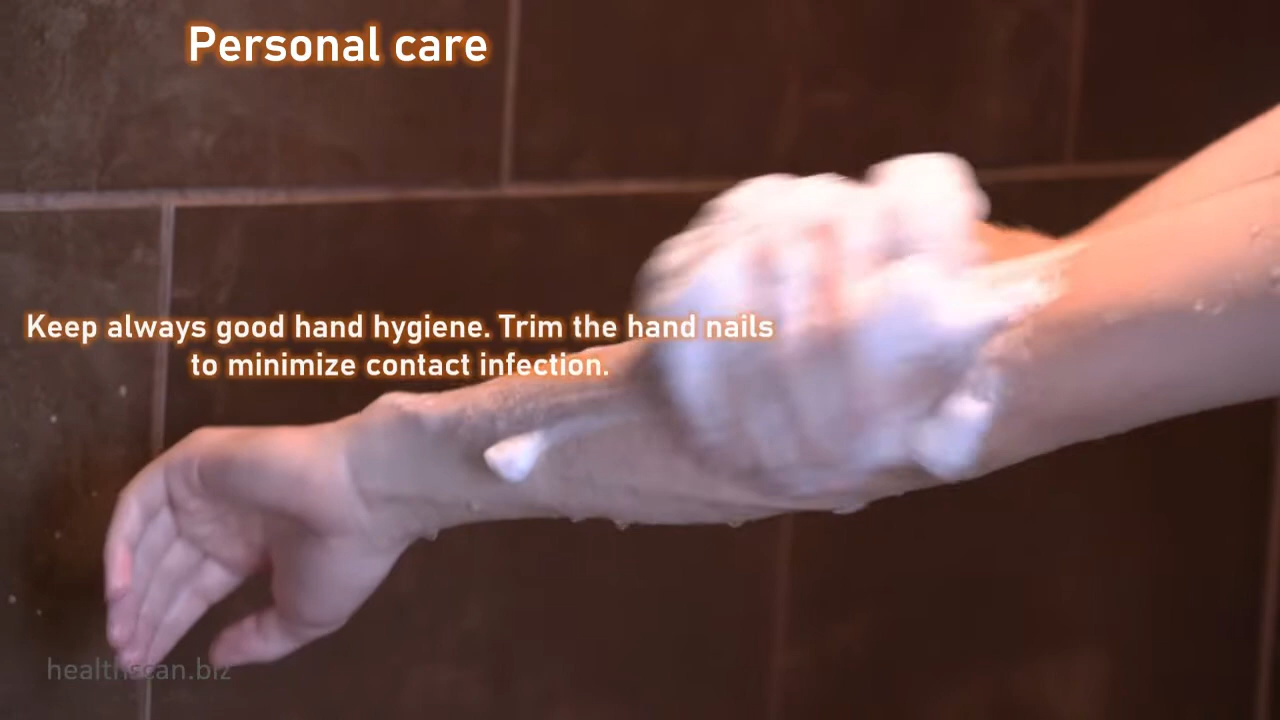 Personal care
Keep always good hand hygiene. Trim the hand nails
to minimize contact infection.
healthscan.biz